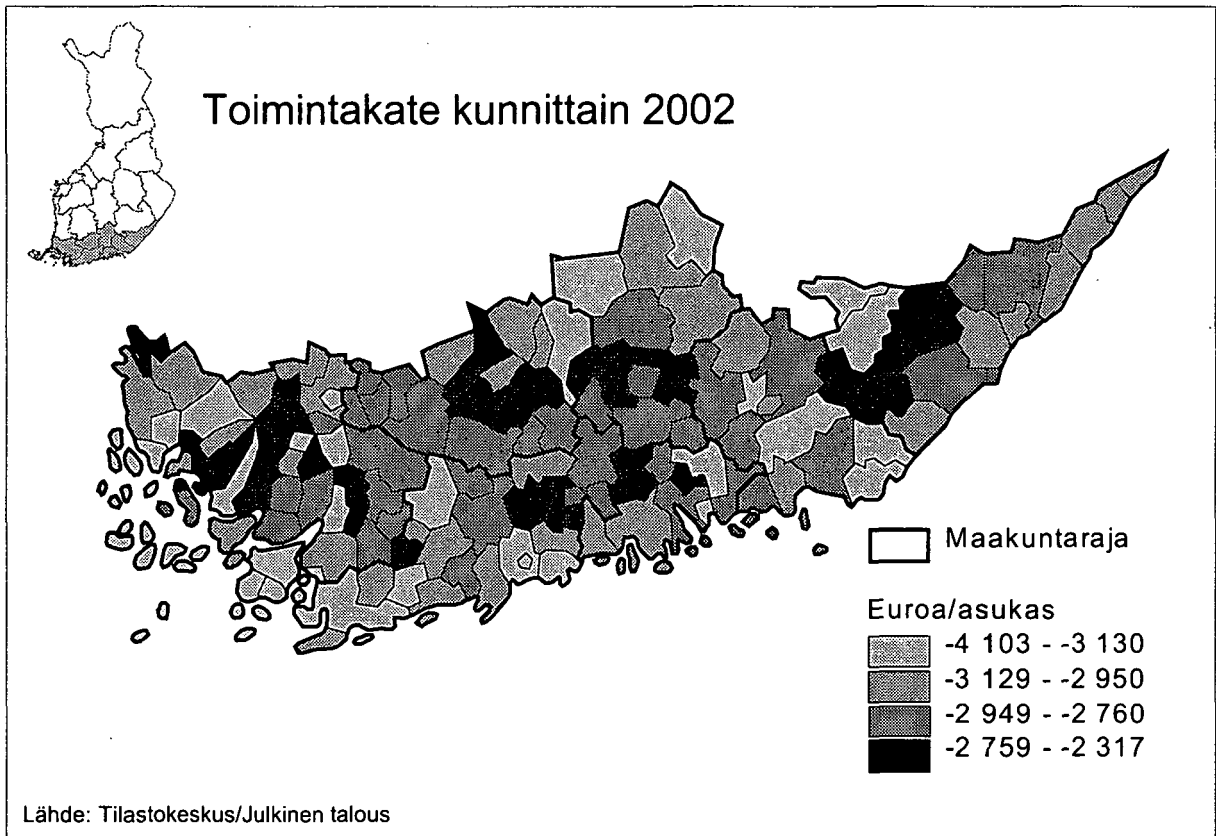 Toimintakate kunnittain 2002
Maakuntaraja
Euroa/asukas
-4 103 - -3 130
-3 129 - -2 950
-2 949 - -2 760
-2 759 - -2 317
Lähde: Tilastokeskus/Julkinen talous